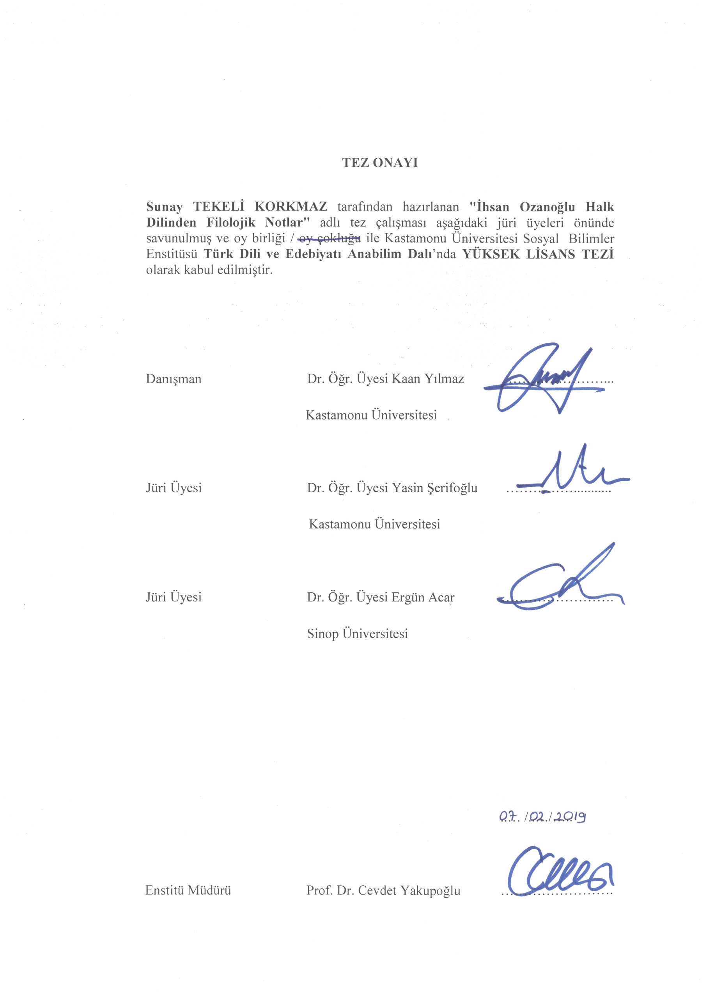 TEZ ONAYI
Sunay TEKELİ KORKMAZ tarafından hazırlanan "İhsan Ozanoğlu Halk
Dilinden Filolojik Notlar" adlı tez çalışması aşağıdaki jüri üyeleri önünde
savunulmuş ve oy birliği / oy çokluğu ile Kastamonu Üniversitesi Sosyal Bilimler
Enstitüsü Türk Dili ve Edebiyatı Anabilim Dalı'nda YÜKSEK LİSANS TEZİ
olarak kabul edilmiştir.
Danışman Dr. Öğr. Üyesi Kaan Yılmaz
Kastamonu Üniversitesi
Jüri Üyesi Dr. Öğr. Üyesi Yasin Şerifoğlu
Kastamonu Üniversitesi
Jüri Üyesi Dr. Öğr. Üyesi Ergün Acar
Sinop Üniversitesi
07. /02./2019
Enstitü Müdürü Prof. Dr. Cevdet Yakupoğlu